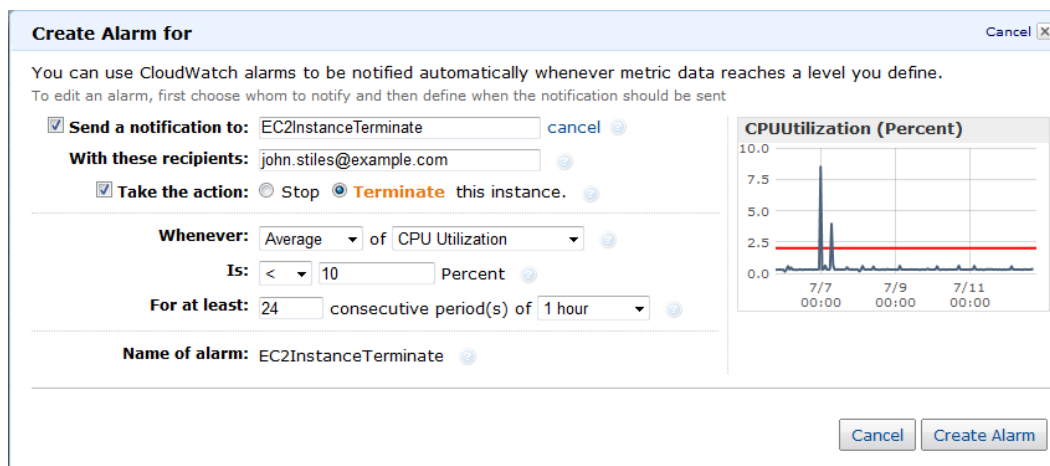 Create Alarm for
Cancel
You can use CloudWatch alarms to be notified automatically whenever metric data reaches a level you define.
To edit an alarm, first choose whom to notify and then define when the notification should be sent
Send a notification to: EC2InstanceTerminate cancel ?
With these recipients: john.stiles@example.com ?
Take the action: Stop Terminate this instance. ?
Whenever: Average of CPU Utilization ?
Is: < 10 Percent ?
For at least: 24 consecutive period(s) of 1 hour ?
Name of alarm: EC2InstanceTerminate ?
CPUUtilization (Percent)
10.0
7.5
5.0
2.5
0.0
7/7 7/9 7/11
00:00 00:00 00:00
Cancel Create Alarm